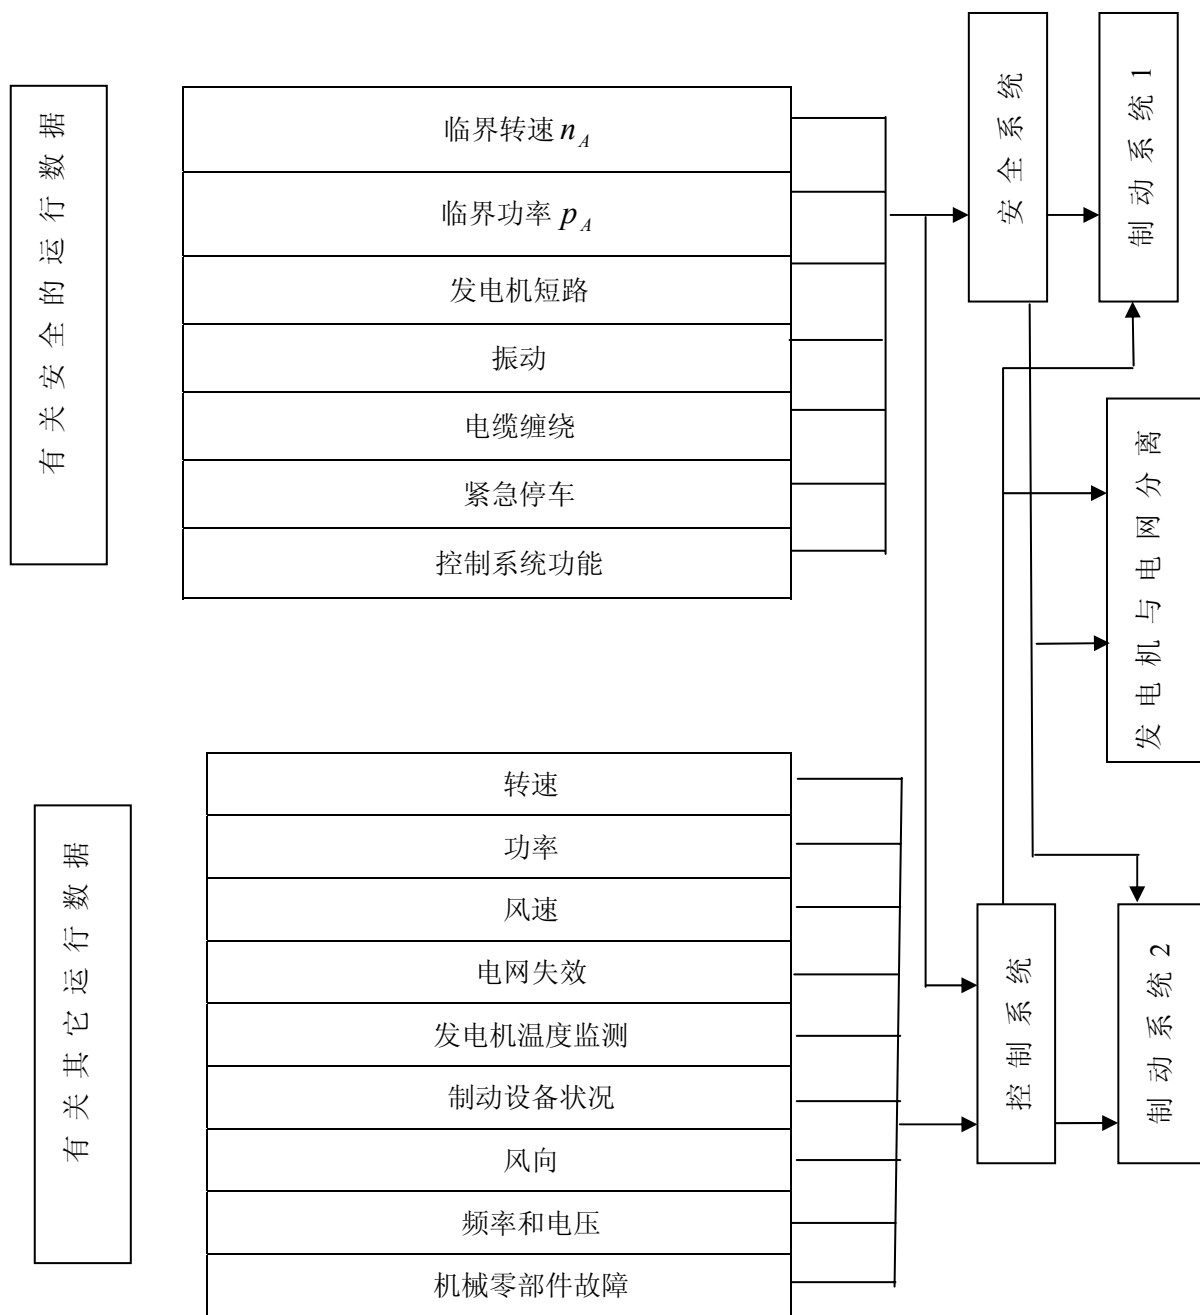 有关安全的运行数据
临界转速 n_A
临界功率 p_A
发电机短路
振动
电缆缠绕
紧急停车
控制系统功能
安全系统
制动系统1
发电机与电网分离
有关其它运行数据
转速
功率
风速
电网失效
发电机温度监测
制动设备状况
风向
频率和电压
机械零部件故障
控制系统
制动系统2